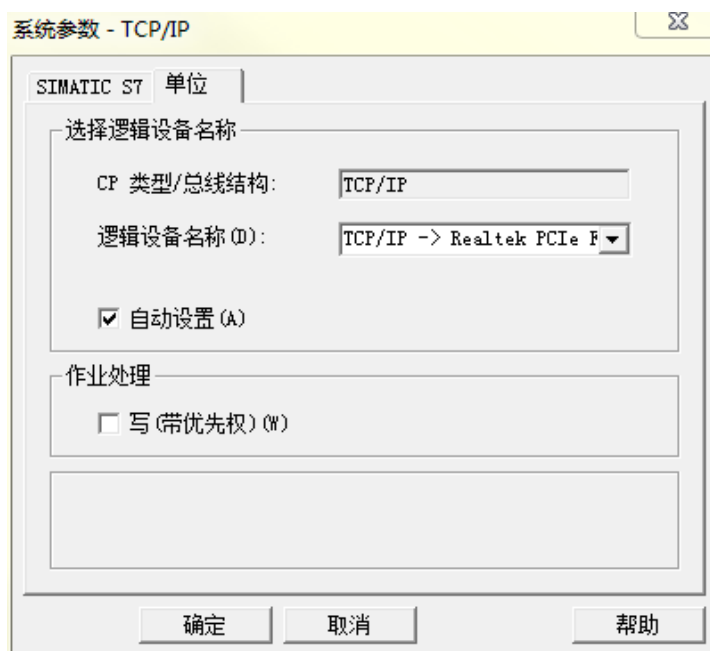 系统参数 - TCP/IP
SIMATIC S7 单位
选择逻辑设备名称
CP 类型/总线结构: TCP/IP
逻辑设备名称(D): TCP/IP -> Realtek PCIe F
自动设置(A)
作业处理
写(带优先权)(W)
确定 取消 帮助